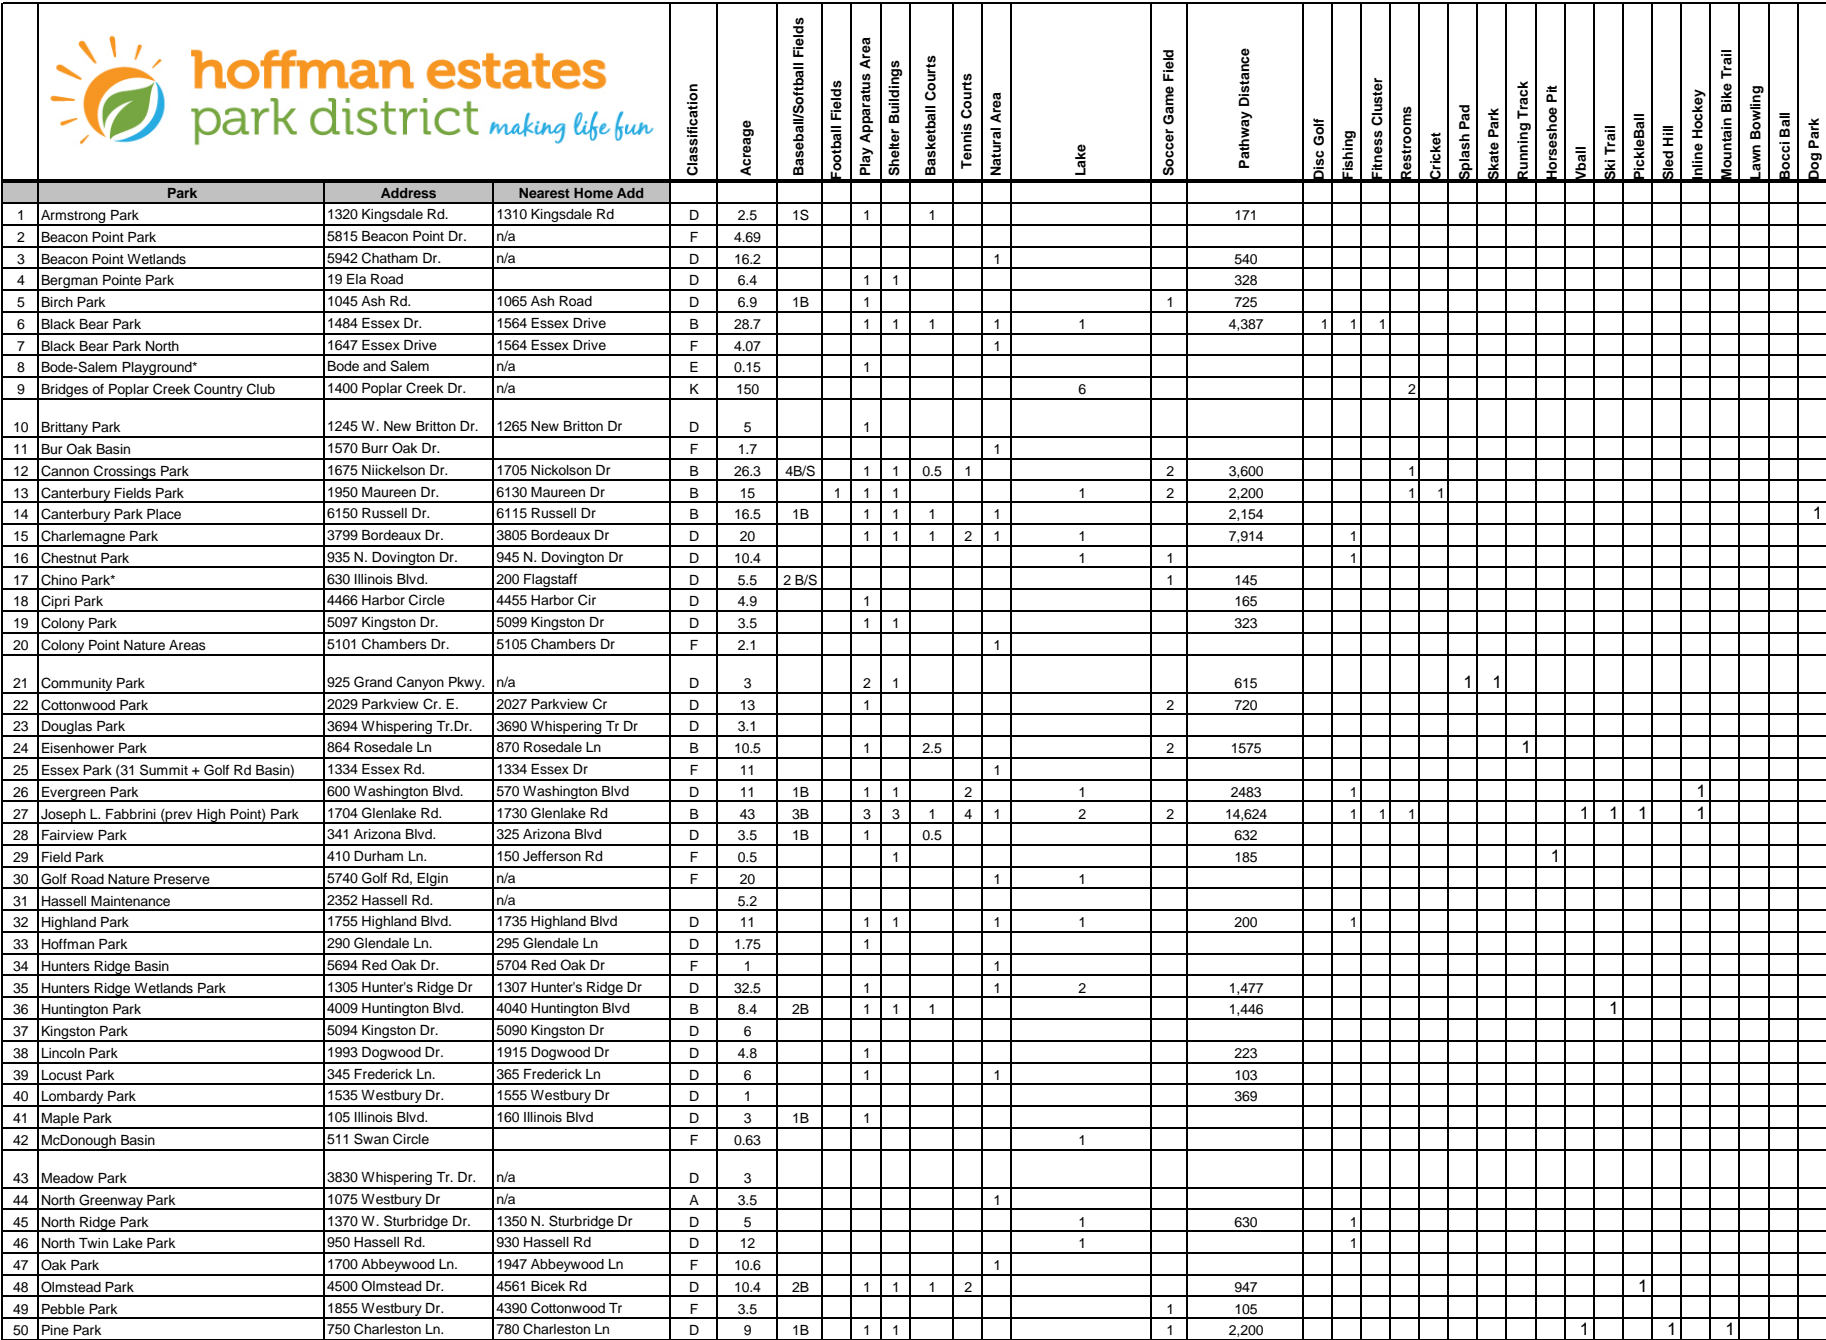 hoffman estates
park district making life fun
Classification Acreage Baseball/Softball Fields Football Fields Play Apparatus Area Shelter Buildings Basketball Courts Tennis Courts Natural Area Lake Soccer Game Field Pathway Distance Disc Golf Fishing Fitness Cluster Restrooms Cricket Splash Pad Skate Park Running Track Horseshoe Pit Vball Ski Trail PickleBall Sled Hill Inline Hockey Mountain Bike Trail Lawn Bowling Bocci Ball Dog Park
Park Address Nearest Home Add
1 Armstrong Park 1320 Kingsdale Rd. 1310 Kingsdale Rd D 2.5 1S 1 1 171
2 Beacon Point Park 5815 Beacon Point Dr. n/a F 4.69
3 Beacon Point Wetlands 5942 Chatham Dr. n/a D 16.2 1 540
4 Bergman Pointe Park 19 Ela Road D 6.4 1 1 328
5 Birch Park 1045 Ash Rd. 1065 Ash Road D 6.9 1B 1 1 725
6 Black Bear Park 1484 Essex Dr. 1564 Essex Drive B 28.7 1 1 1 1 1 4,387 1 1 1
7 Black Bear Park North 1647 Essex Drive 1564 Essex Drive F 4.07 1
8 Bode-Salem Playground* Bode and Salem n/a E 0.15 1
9 Bridges of Poplar Creek Country Club 1400 Poplar Creek Dr. n/a K 150 6 2
10 Brittany Park 1245 W. New Britton Dr. 1265 New Britton Dr D 5 1
11 Bur Oak Basin 1570 Burr Oak Dr. F 1.7 1
12 Cannon Crossings Park 1675 Niickelson Dr. 1705 Nickolson Dr B 26.3 4B/S 1 1 0.5 1 2 3,600 1
13 Canterbury Fields Park 1950 Maureen Dr. 6130 Maureen Dr B 15 1 1 1 1 2 2,200 1 1
14 Canterbury Park Place 6150 Russell Dr. 6115 Russell Dr B 16.5 1B 1 1 1 1 2,154 1
15 Charlemagne Park 3799 Bordeaux Dr. 3805 Bordeaux Dr D 20 1 1 1 2 1 1 7,914 1
16 Chestnut Park 935 N. Dovington Dr. 945 N. Dovington Dr D 10.4 1 1 1
17 Chino Park* 630 Illinois Blvd. 200 Flagstaff D 5.5 2 B/S 1 145
18 Cipri Park 4466 Harbor Circle 4455 Harbor Cir D 4.9 1 165
19 Colony Park 5097 Kingston Dr. 5099 Kingston Dr D 3.5 1 1 323
20 Colony Point Nature Areas 5101 Chambers Dr. 5105 Chambers Dr F 2.1 1
21 Community Park 925 Grand Canyon Pkwy. n/a D 3 2 1 615 1 1
22 Cottonwood Park 2029 Parkview Cr. E. 2027 Parkview Cr D 13 1 2 720
23 Douglas Park 3694 Whispering Tr.Dr. 3690 Whispering Tr Dr D 3.1
24 Eisenhower Park 864 Rosedale Ln 870 Rosedale Ln B 10.5 1 2.5 2 1575 1
25 Essex Park (31 Summit + Golf Rd Basin) 1334 Essex Rd. 1334 Essex Dr F 11 1
26 Evergreen Park 600 Washington Blvd. 570 Washington Blvd D 11 1B 1 1 2 1 2483 1 1
27 Joseph L. Fabbrini (prev High Point) Park 1704 Glenlake Rd. 1730 Glenlake Rd B 43 3B 3 3 1 4 1 2 2 14,624 1 1 1 1 1 1 1
28 Fairview Park 341 Arizona Blvd. 325 Arizona Blvd D 3.5 1B 1 0.5 632
29 Field Park 410 Durham Ln. 150 Jefferson Rd F 0.5 1 185 1
30 Golf Road Nature Preserve 5740 Golf Rd, Elgin n/a F 20 1 1
31 Hassell Maintenance 2352 Hassell Rd. n/a 5.2
32 Highland Park 1755 Highland Blvd. 1735 Highland Blvd D 11 1 1 1 1 200 1
33 Hoffman Park 290 Glendale Ln. 295 Glendale Ln D 1.75 1
34 Hunters Ridge Basin 5694 Red Oak Dr. 5704 Red Oak Dr F 1 1
35 Hunters Ridge Wetlands Park 1305 Hunter's Ridge Dr 1307 Hunter's Ridge Dr D 32.5 1 1 2 1,477
36 Huntington Park 4009 Huntington Blvd. 4040 Huntington Blvd B 8.4 2B 1 1 1 1,446 1
37 Kingston Park 5094 Kingston Dr. 5090 Kingston Dr D 6
38 Lincoln Park 1993 Dogwood Dr. 1915 Dogwood Dr D 4.8 1 223
39 Locust Park 345 Frederick Ln. 365 Frederick Ln D 6 1 1 103
40 Lombardy Park 1535 Westbury Dr. 1555 Westbury Dr D 1 369
41 Maple Park 105 Illinois Blvd. 160 Illinois Blvd D 3 1B 1
42 McDonough Basin 511 Swan Circle F 0.63 1
43 Meadow Park 3830 Whispering Tr. Dr. n/a D 3
44 North Greenway Park 1075 Westbury Dr n/a A 3.5 1
45 North Ridge Park 1370 W. Sturbridge Dr. 1350 N. Sturbridge Dr D 5 1 630 1
46 North Twin Lake Park 950 Hassell Rd. 930 Hassell Rd D 12 1 1
47 Oak Park 1700 Abbeywood Ln. 1947 Abbeywood Ln F 10.6 1
48 Olmstead Park 4500 Olmstead Dr. 4561 Bicek Rd D 10.4 2B 1 1 1 2 947 1
49 Pebble Park 1855 Westbury Dr. 4390 Cottonwood Tr F 3.5 1 105
50 Pine Park 750 Charleston Ln. 780 Charleston Ln D 9 1B 1 1 1 2,200 1 1 1